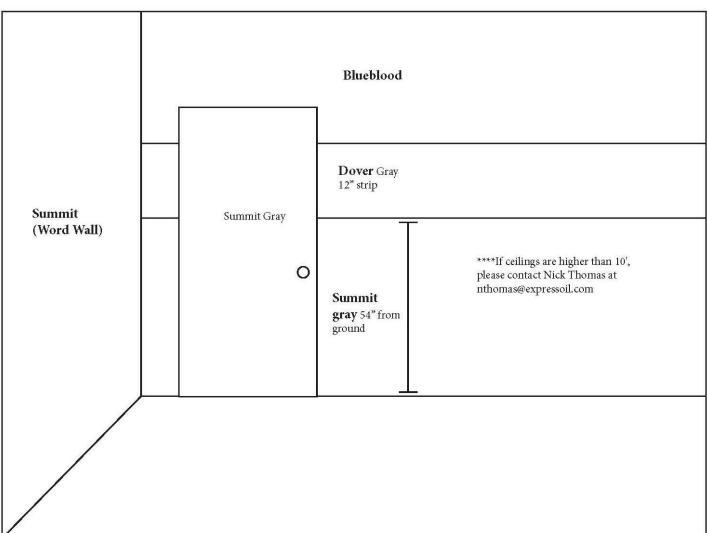 Blueblood
Dover Gray
12" strip
Summit
(Word Wall)
Summit Gray
****If ceilings are higher than 10',
please contact Nick Thomas at
nthomas@expressoil.com
Summit
gray 54" from
ground